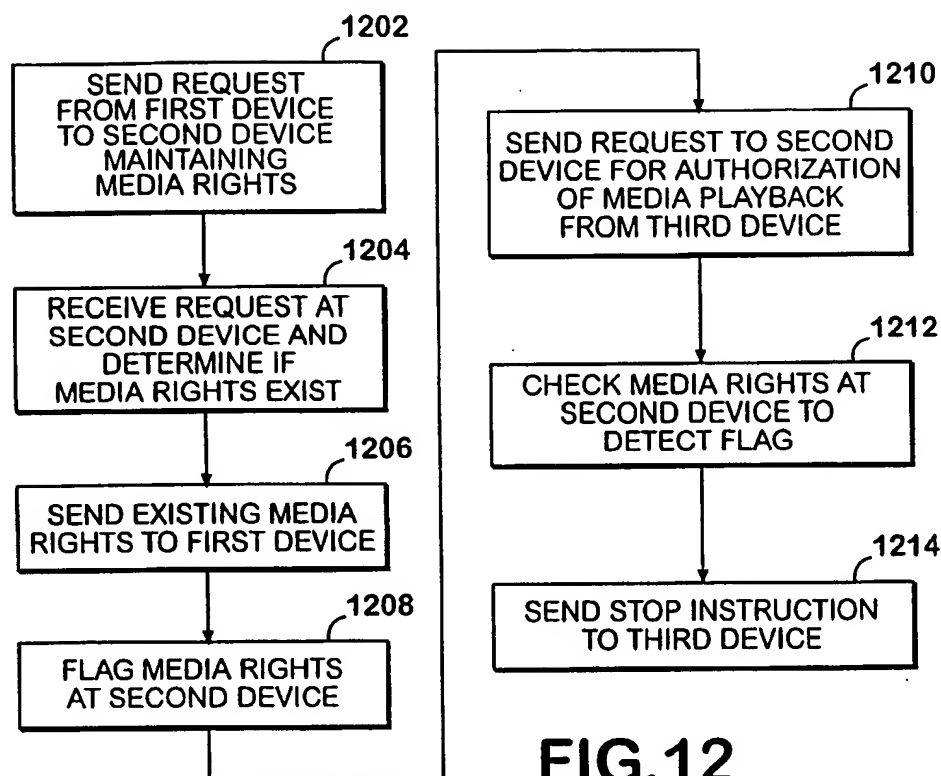 1202
SEND REQUEST
FROM FIRST DEVICE
TO SECOND DEVICE
MAINTAINING
MEDIA RIGHTS
1204
RECEIVE REQUEST AT
SECOND DEVICE AND
DETERMINE IF
MEDIA RIGHTS EXIST
1206
SEND EXISTING MEDIA
RIGHTS TO FIRST DEVICE
1208
FLAG MEDIA RIGHTS
AT SECOND DEVICE
1210
SEND REQUEST TO SECOND
DEVICE FOR AUTHORIZATION
OF MEDIA PLAYBACK
FROM THIRD DEVICE
1212
CHECK MEDIA RIGHTS AT
SECOND DEVICE TO
DETECT FLAG
1214
SEND STOP INSTRUCTION
TO THIRD DEVICE
FIG.12